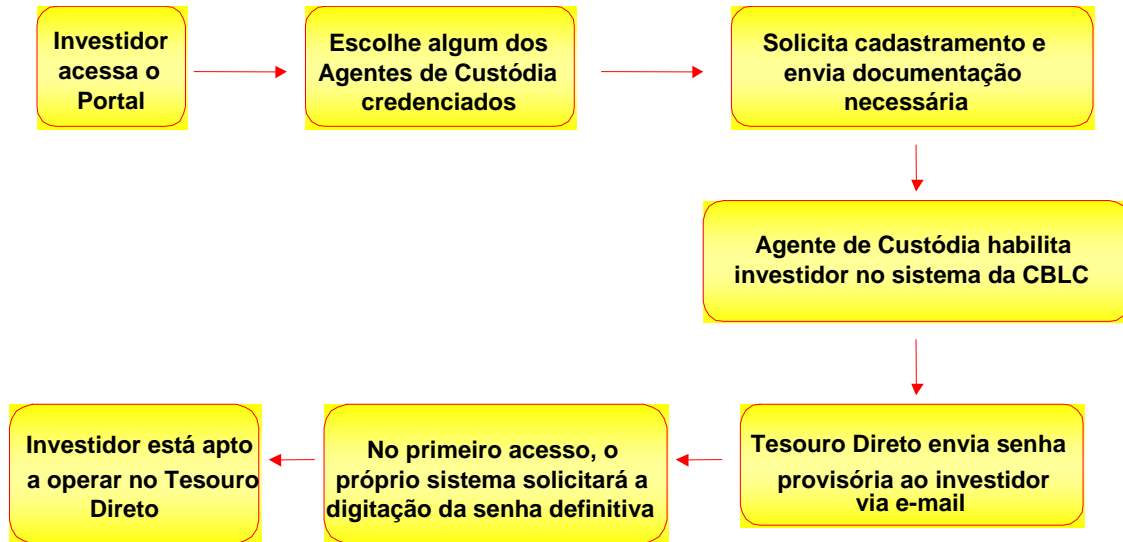 Investidor
acessa o
Portal
Escolhe algum dos
Agentes de Custódia
credenciados
Solicita cadastramento e
envia documentação
necessária
Agente de Custódia habilita
investidor no sistema da CBLC
Tesouro Direto envia senha
provisória ao investidor
via e-mail
No primeiro acesso, o
próprio sistema solicitará a
digitação da senha definitiva
Investidor está apto
a operar no Tesouro
Direto